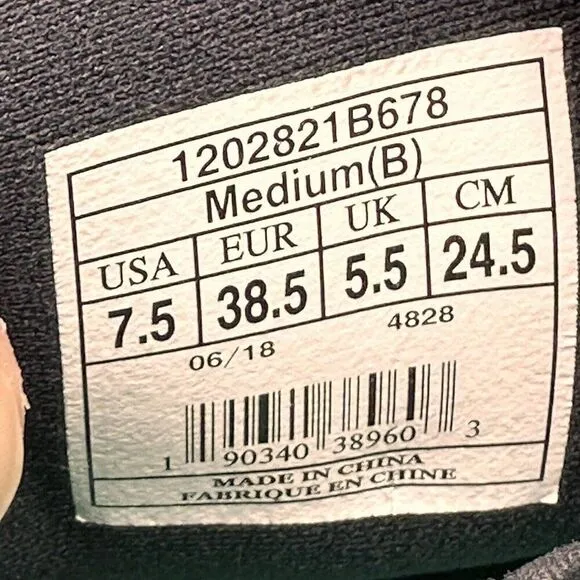 1202821B678
Medium(B)
USA EUR UK CM
7.5 38.5 5.5 24.5
06/18 4828
1 90340 38960 3
MADE IN CHINA
FABRIQUE EN CHINE